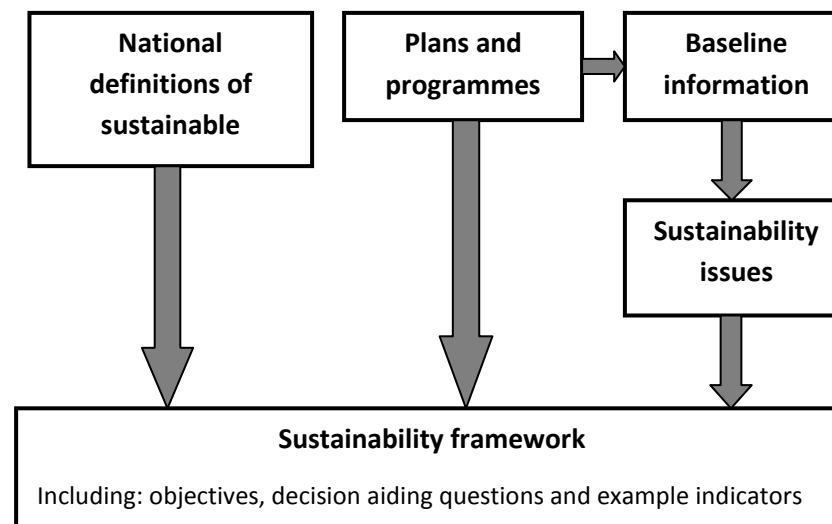 National
definitions of
sustainable
Plans and
programmes
Baseline
information
Sustainability
issues
Sustainability framework
Including: objectives, decision aiding questions and example indicators